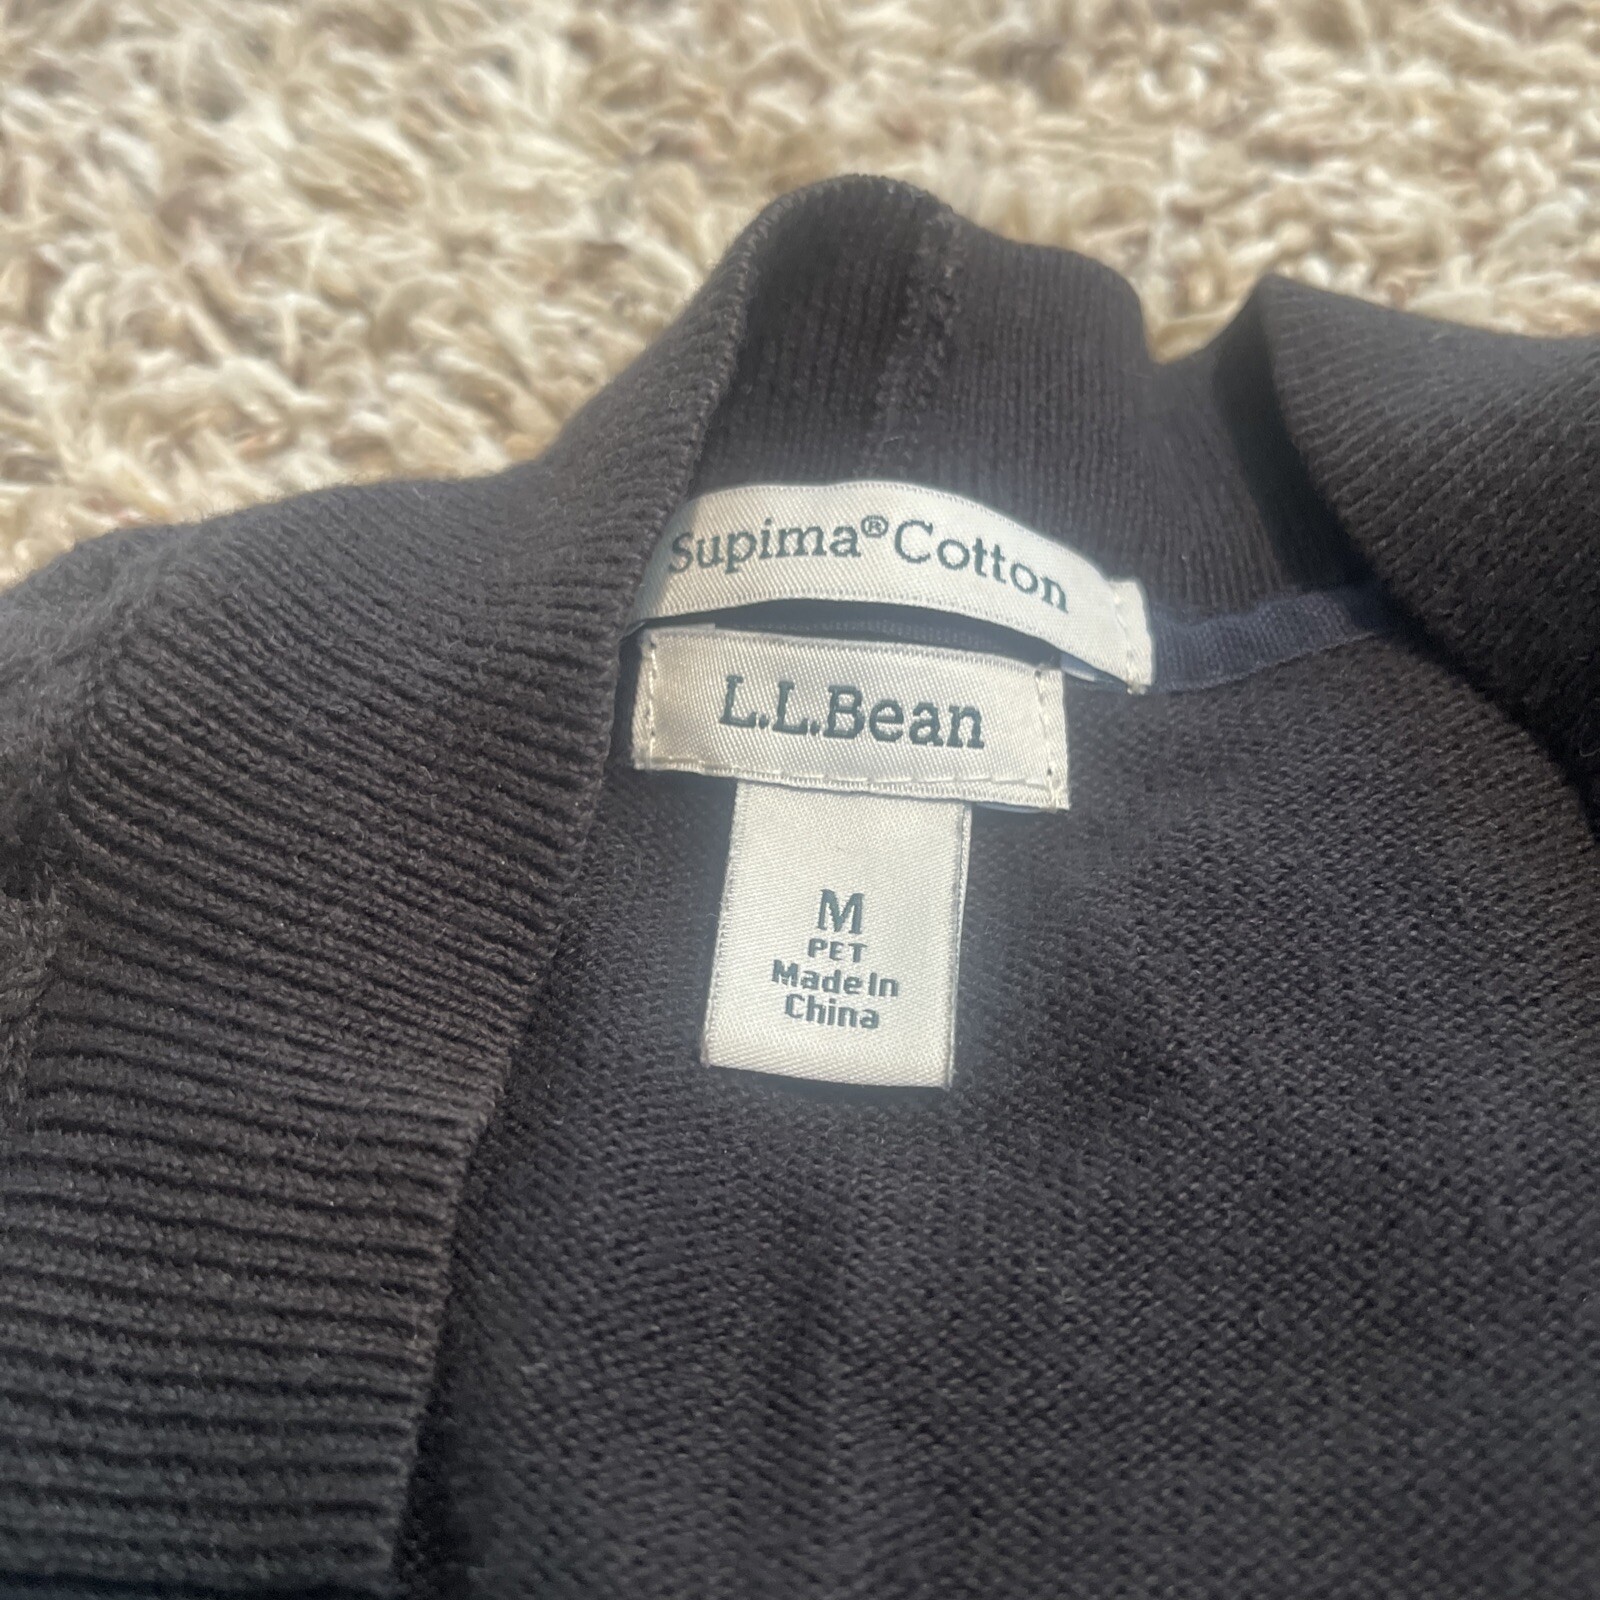 Supima® Cotton
L.L.Bean
M
PET
Made In
China